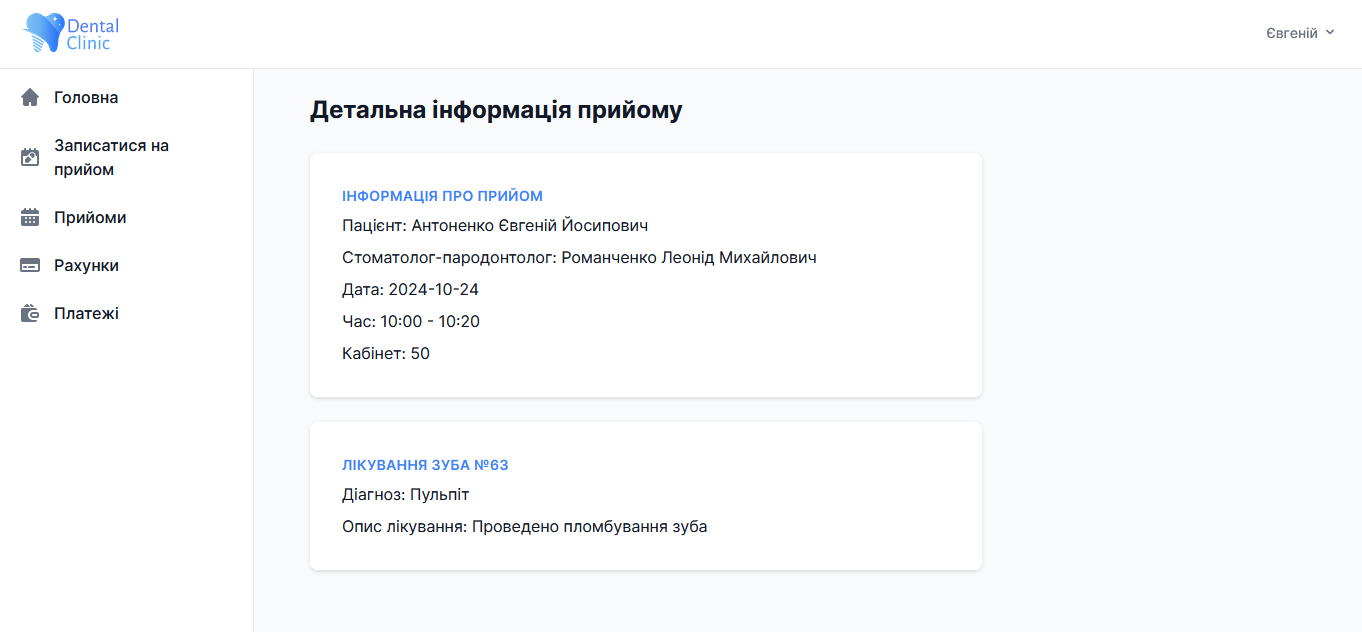 Dental
Clinic
Євгеній
Головна
Записатися на
прийом
Прийоми
Рахунки
Платежі
Детальна інформація прийому
ІНФОРМАЦІЯ ПРО ПРИЙОМ
Пацієнт: Антоненко Євгеній Йосипович
Стоматолог-пародонтолог: Романченко Леонід Михайлович
Дата: 2024-10-24
Час: 10:00 - 10:20
Кабінет: 50
ЛІКУВАННЯ ЗУБА №63
Діагноз: Пульпіт
Опис лікування: Проведено пломбування зуба